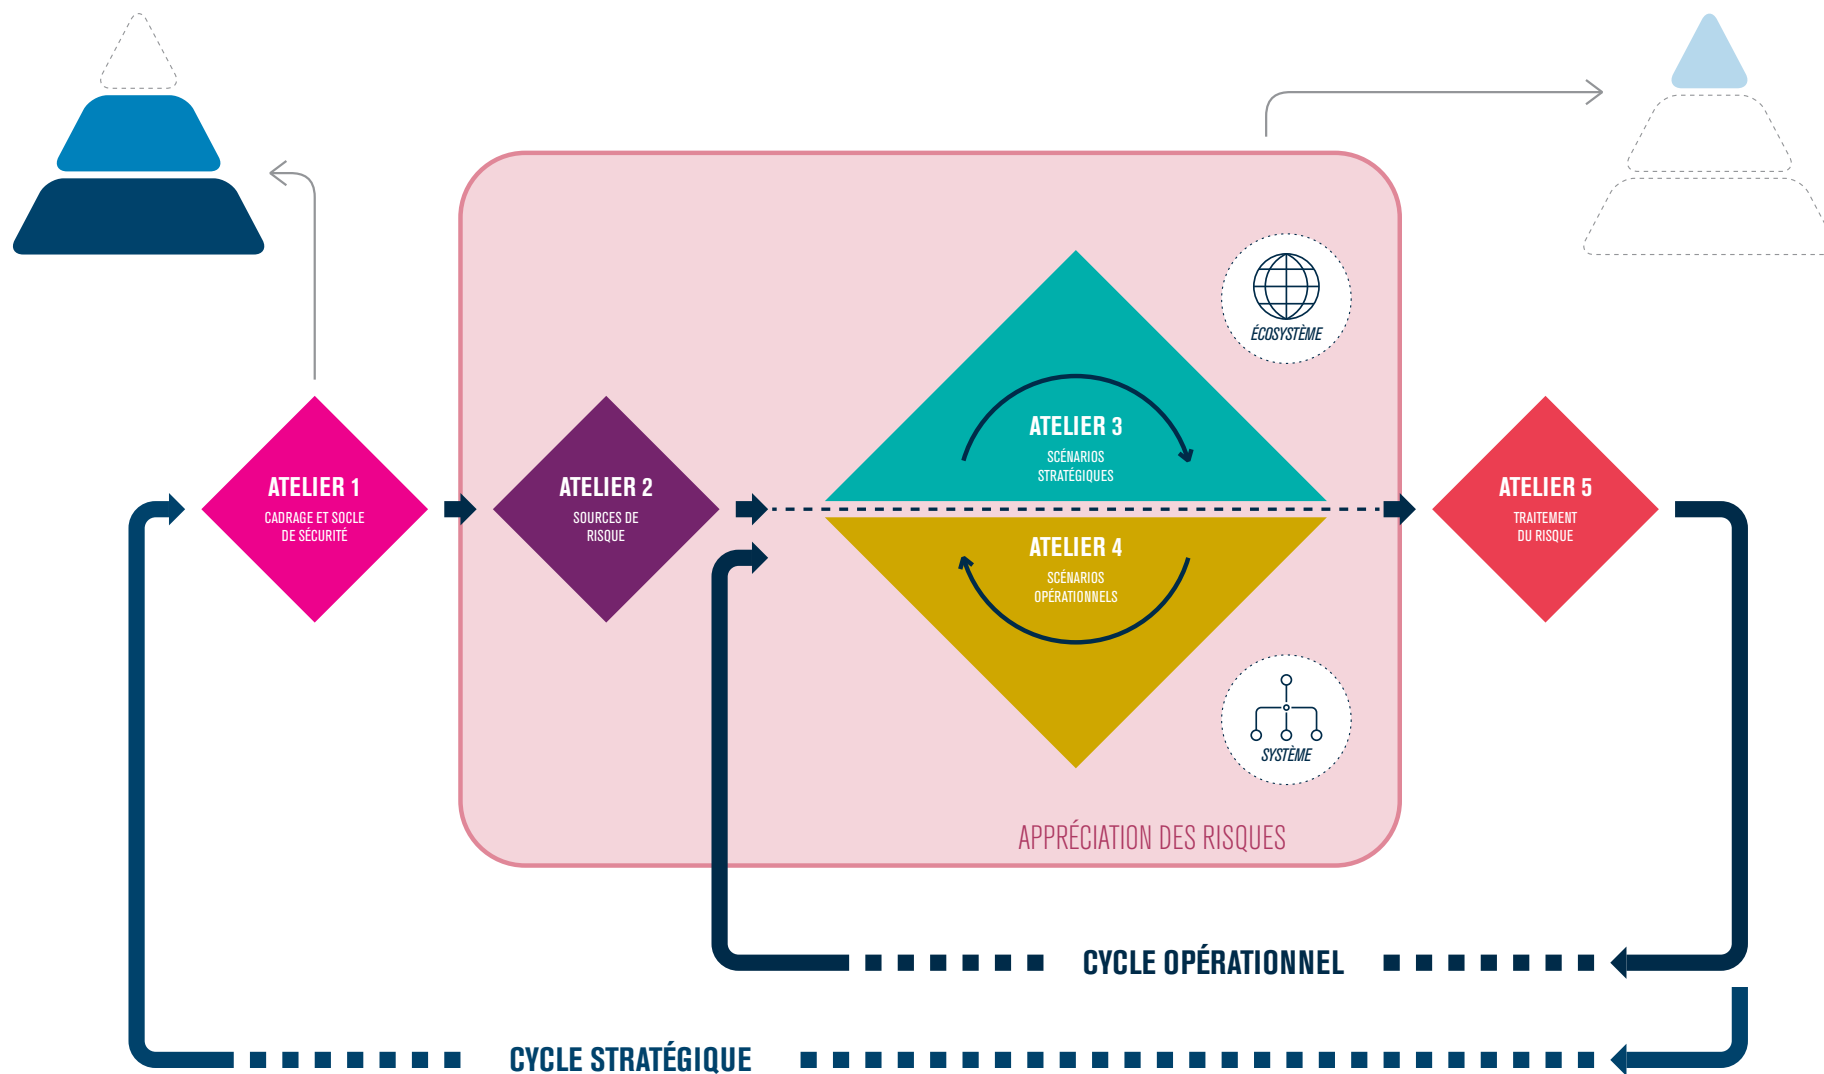 ÉCOSYSTÈME
ATELIER 1
CADRAGE ET SOCLE
DE SÉCURITÉ
ATELIER 2
SOURCES DE
RISQUE
ATELIER 3
SCÉNARIOS
STRATÉGIQUES
ATELIER 4
SCÉNARIOS
OPÉRATIONNELS
ATELIER 5
TRAITEMENT
DU RISQUE
SYSTÈME
APPRÉCIATION DES RISQUES
CYCLE OPÉRATIONNEL
CYCLE STRATÉGIQUE